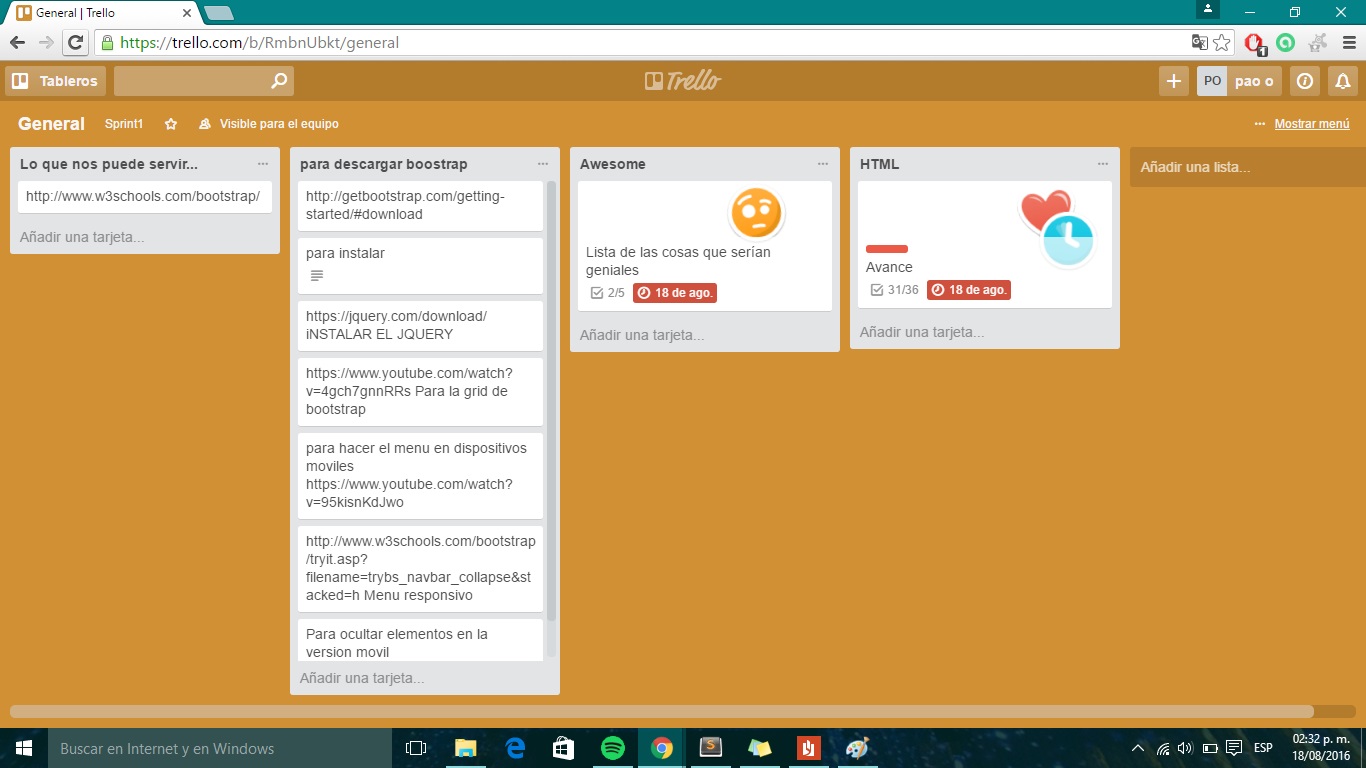 General | Trello
https://trello.com/b/RmbnUbkt/general
1
Tableros
Trello
PO pao o
General Sprint1 Visible para el equipo
... Mostrar menú
Lo que nos puede servir...
http://www.w3schools.com/bootstrap/
Añadir una tarjeta...
para descargar boostrap
http://getbootstrap.com/getting-
started/#download
para instalar
https://jquery.com/download/
iNSTALAR EL JQUERY
https://www.youtube.com/watch?
v=4gch7gnnRRs Para la grid de
bootstrap
para hacer el menu en dispositivos
moviles
https://www.youtube.com/watch?
v=95kisnKdJwo
http://www.w3schools.com/bootstrap
/tryit.asp?
filename=trybs_navbar_collapse&st
acked=h Menu responsivo
Para ocultar elementos en la
version movil
Añadir una tarjeta...
Awesome
Lista de las cosas que serían
geniales
2/5 18 de ago.
Añadir una tarjeta...
HTML
Avance
31/36 18 de ago.
Añadir una tarjeta...
Añadir una lista...
Buscar en Internet y en Windows
ESP
02:32 p. m.
18/08/2016